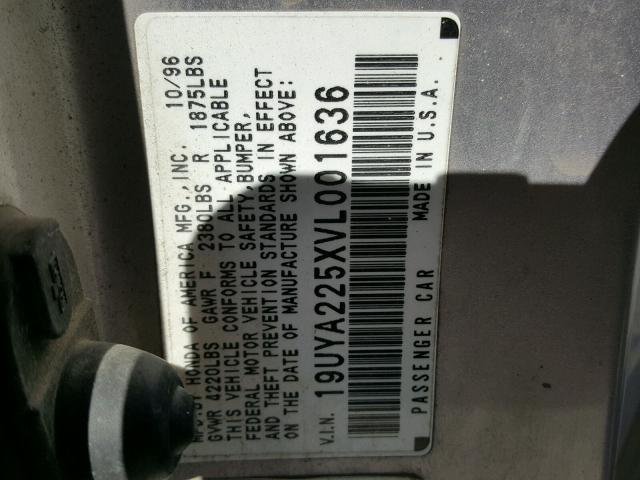 MFD.BY HONDA OF AMERICA MFG.,INC. 10/96
GVWR 4220LBS GAWR F 2380LBS R 1875LBS
THIS VEHICLE CONFORMS TO ALL APPLICABLE
FEDERAL MOTOR VEHICLE SAFETY,BUMPER,
AND THEFT PREVENTION STANDARDS IN EFFECT
ON THE DATE OF MANUFACTURE SHOWN ABOVE:
V.I.N. 19UYA225XVL001636
PASSENGER CAR MADE IN U.S.A.